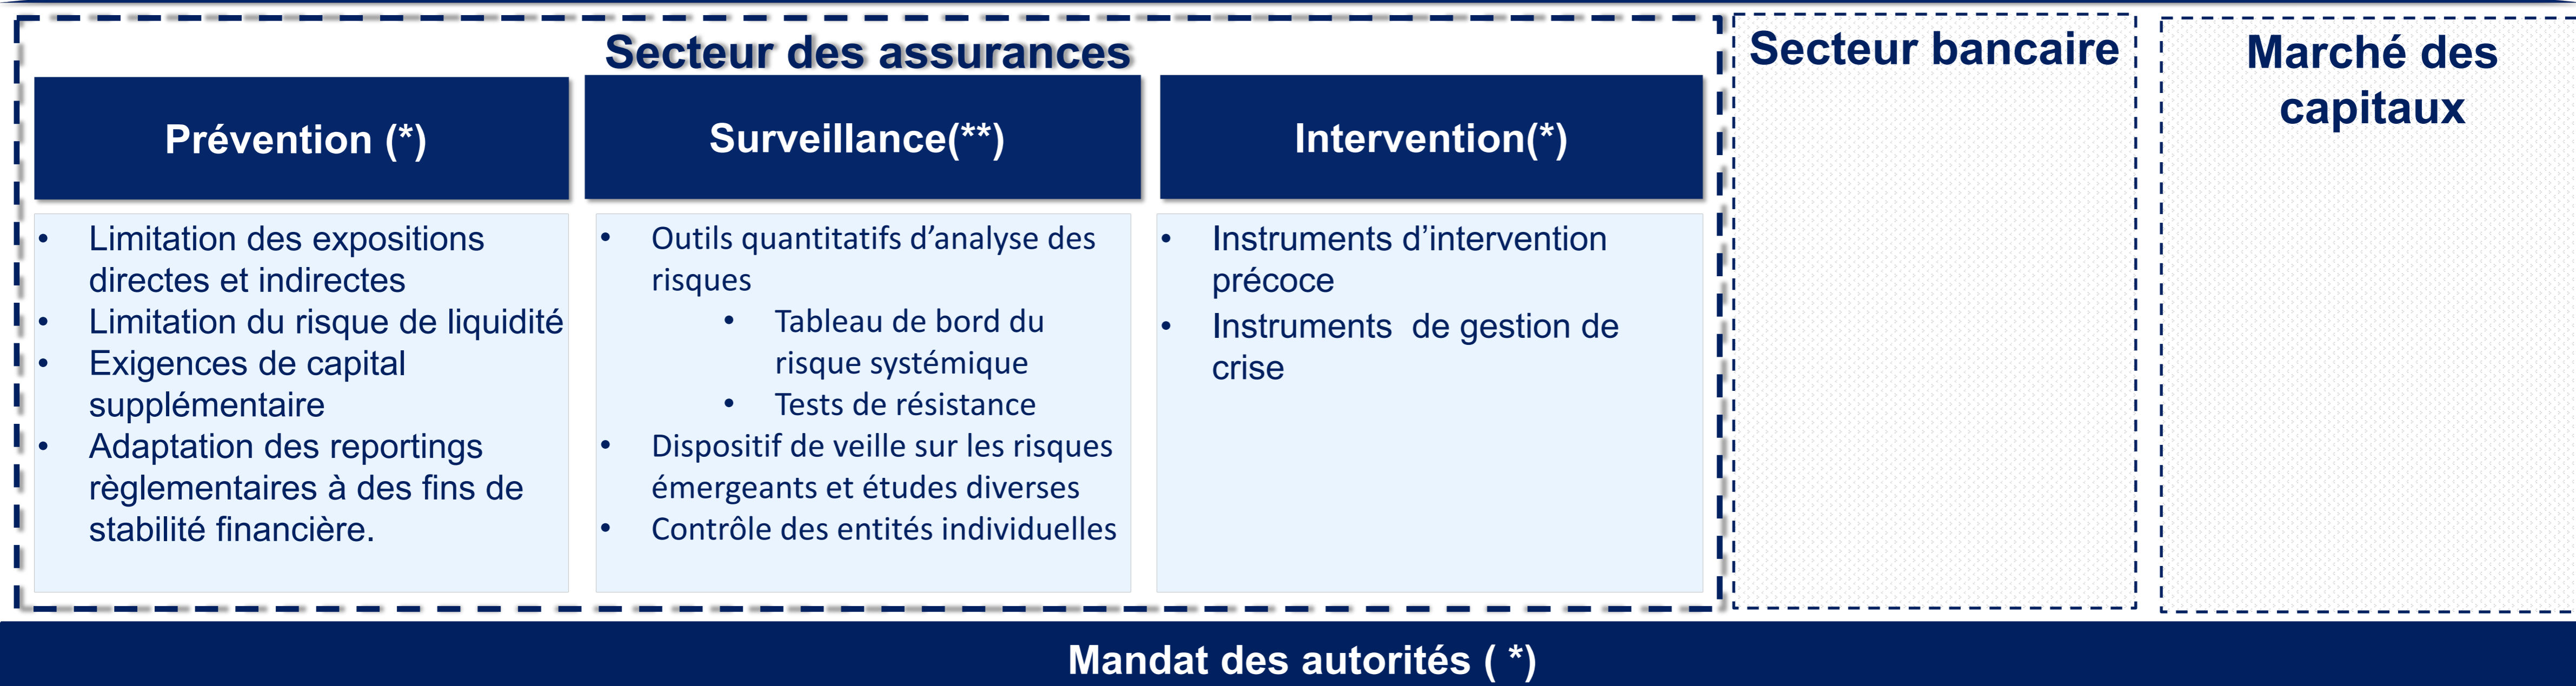 Secteur des assurances
Prévention (*)
• Limitation des expositions
directes et indirectes
• Limitation du risque de liquidité
• Exigences de capital
supplémentaire
• Adaptation des reportings
règlementaires à des fins de
stabilité financière.
Surveillance(**)
• Outils quantitatifs d’analyse des
risques
• Tableau de bord du
risque systémique
• Tests de résistance
• Dispositif de veille sur les risques
émergeants et études diverses
• Contrôle des entités individuelles
Intervention(*)
• Instruments d’intervention
précoce
• Instruments  de gestion de
crise
Secteur bancaire
Marché des
capitaux
Mandat des autorités ( *)